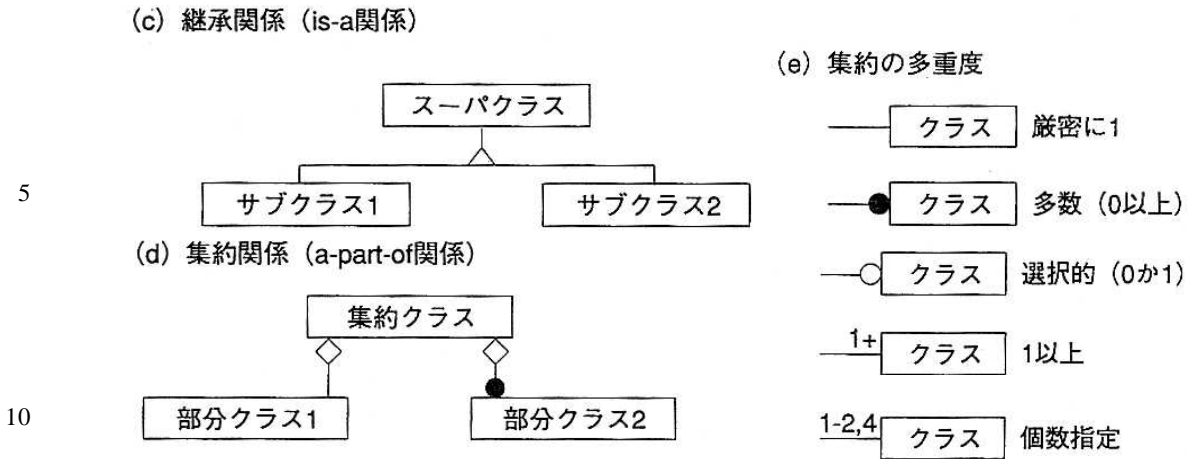 (c) 継承関係（is-a関係）
スーパクラス
サブクラス1
サブクラス2
5
(d) 集約関係（a-part-of関係）
集約クラス
部分クラス1
部分クラス2
10
(e) 集約の多重度
クラス 厳密に1
クラス 多数（0以上）
クラス 選択的（0か1）
1+ クラス 1以上
1-2,4 クラス 個数指定